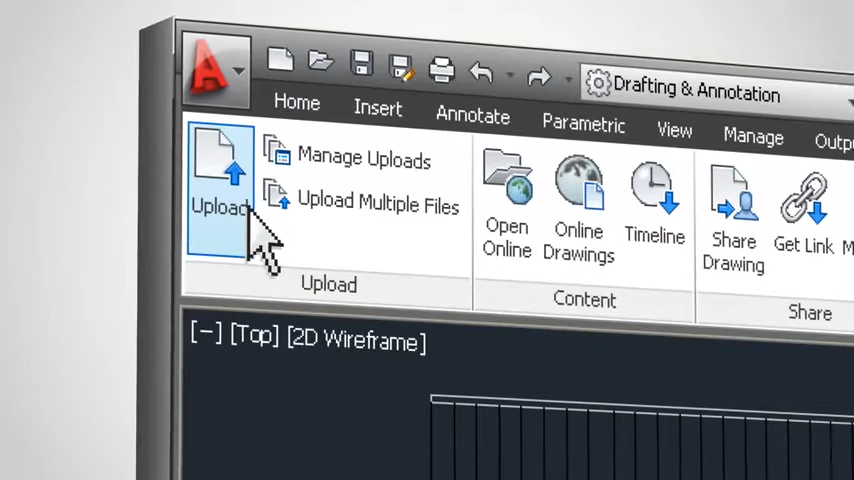 Drafting & Annotation
Home Insert Annotate Parametric View Manage Outpu
Upload
Manage Uploads
Upload Multiple Files
Open Online
Online Drawings
Timeline
Share Drawing
Get Link
M
Upload
Content
Share
[−] [Top] [2D Wireframe]